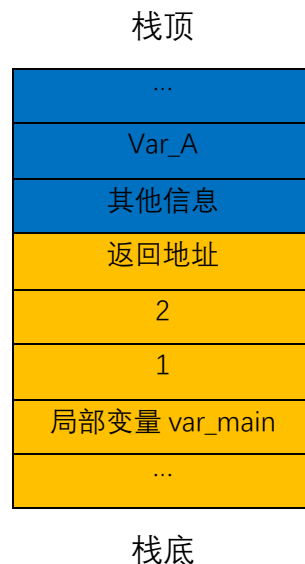 栈顶
...
Var_A
其他信息
返回地址
2
1
局部变量 var_main
...
栈底